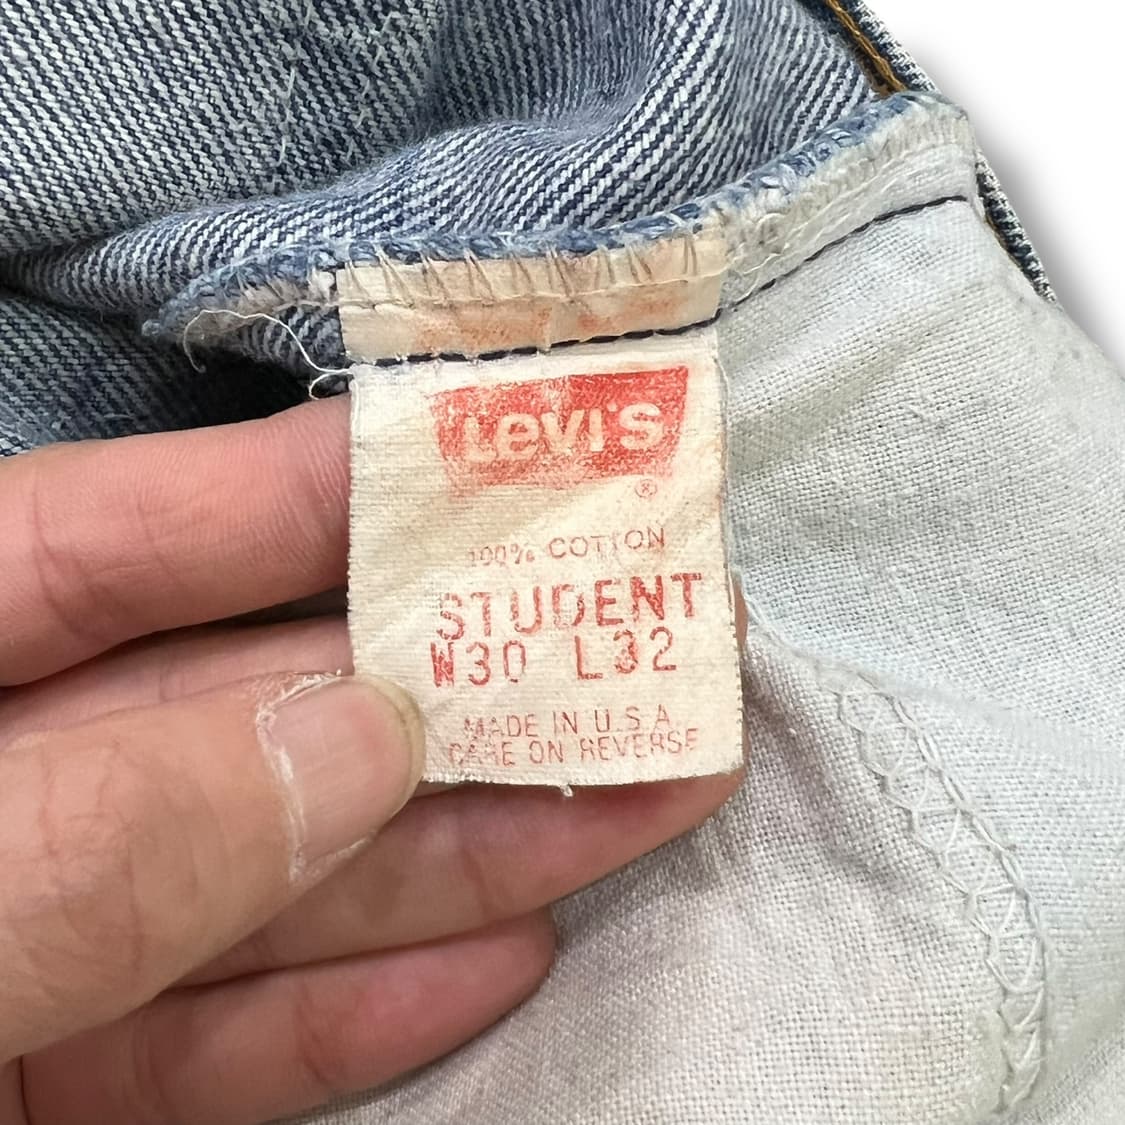 Levi's
®
100% COTTON
STUDENT
W30 L32
MADE IN U.S.A.
CARE ON REVERSE